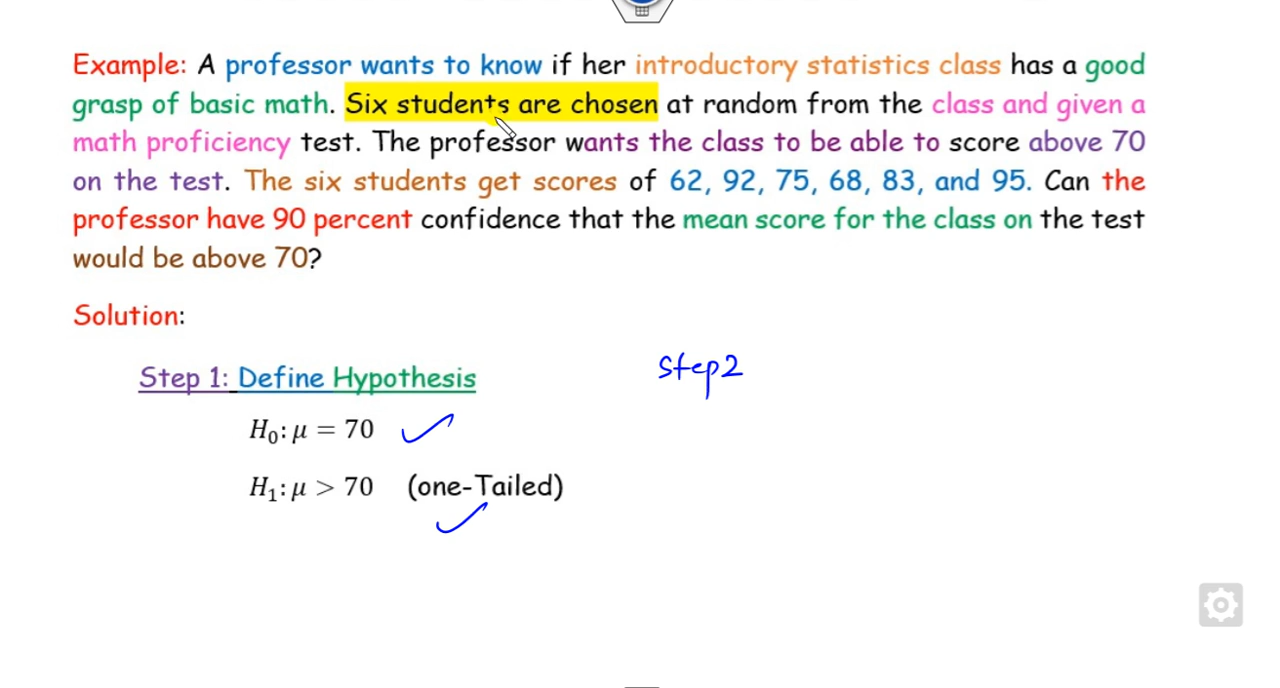 Example: A professor wants to know if her introductory statistics class has a good
grasp of basic math. Six students are chosen at random from the class and given a
math proficiency test. The professor wants the class to be able to score above 70
on the test. The six students get scores of 62, 92, 75, 68, 83, and 95. Can the
professor have 90 percent confidence that the mean score for the class on the test
would be above 70?
Solution:
Step 1: Define Hypothesis
Step2
H₀: μ = 70
H₁: μ > 70 (one-Tailed)